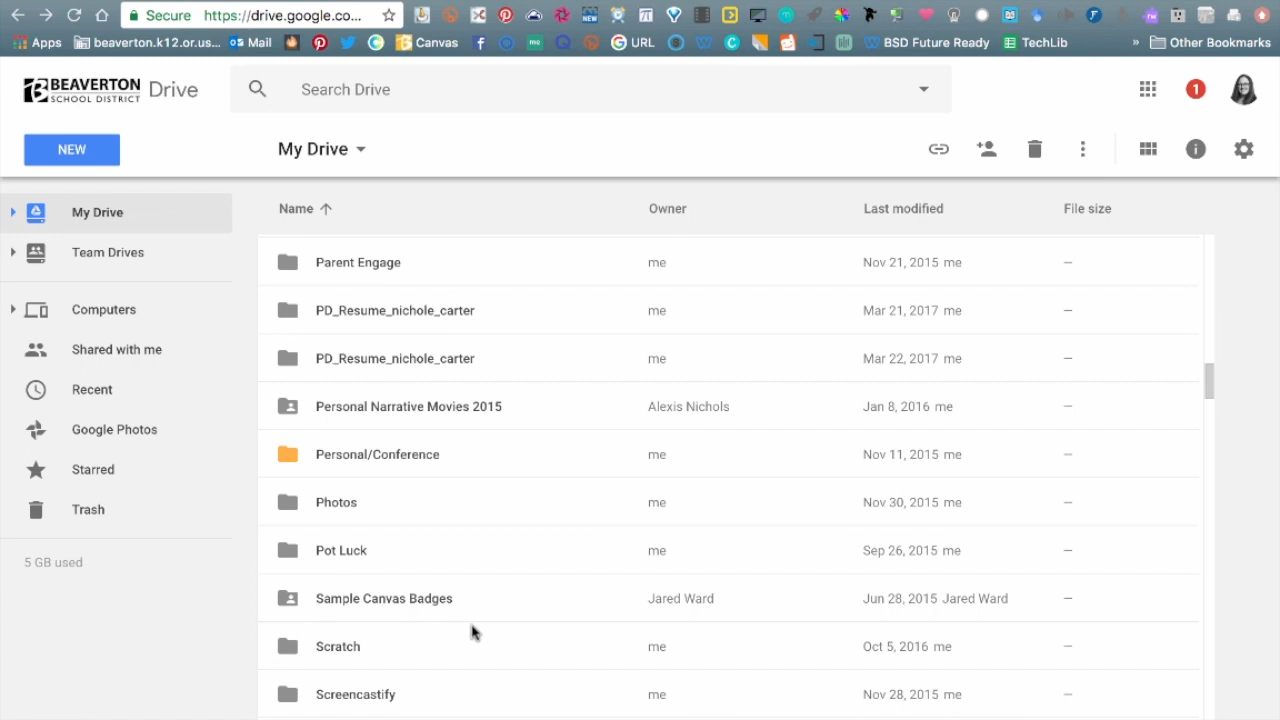 Secure https://drive.google.co...
NEW
Apps beaverton.k12.or.us... Mail Canvas URL BSD Future Ready TechLib » Other Bookmarks
BEAVERTON
SCHOOL DISTRICT
Drive
Search Drive
1
NEW
My Drive
My Drive
Team Drives
Computers
Shared with me
Recent
Google Photos
Starred
Trash
5 GB used
Name Owner Last modified File size
Parent Engage me Nov 21, 2015 me –
PD_Resume_nichole_carter me Mar 21, 2017 me –
PD_Resume_nichole_carter me Mar 22, 2017 me –
Personal Narrative Movies 2015 Alexis Nichols Jan 8, 2016 me –
Personal/Conference me Nov 11, 2015 me –
Photos me Nov 30, 2015 me –
Pot Luck me Sep 26, 2015 me –
Sample Canvas Badges Jared Ward Jun 28, 2015 Jared Ward –
Scratch me Oct 5, 2016 me –
Screencastify me Nov 28, 2015 me –